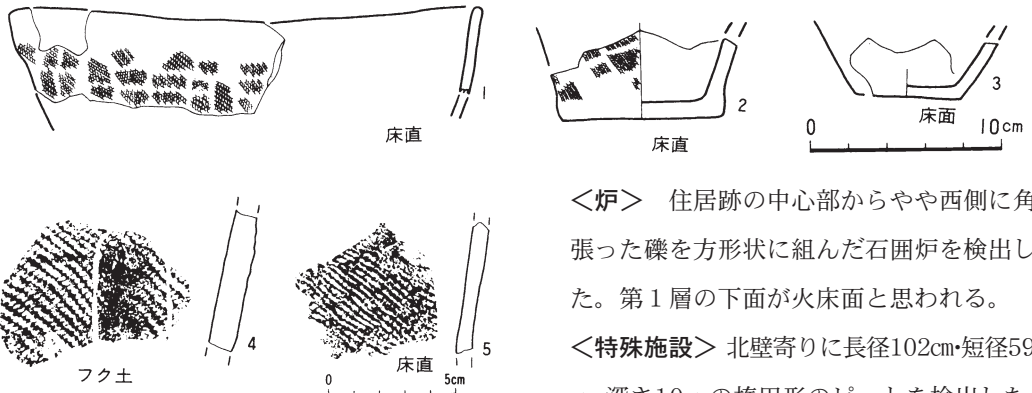 1
床直
2
床直
3
床面
0 10cm
4
フク土
5
床直
0 5cm
＜炉＞ 住居跡の中心部からやや西側に角
張った礫を方形状に組んだ石囲炉を検出し
た。第１層の下面が火床面と思われる。
＜特殊施設＞ 北壁寄りに長径102㎝･短径59